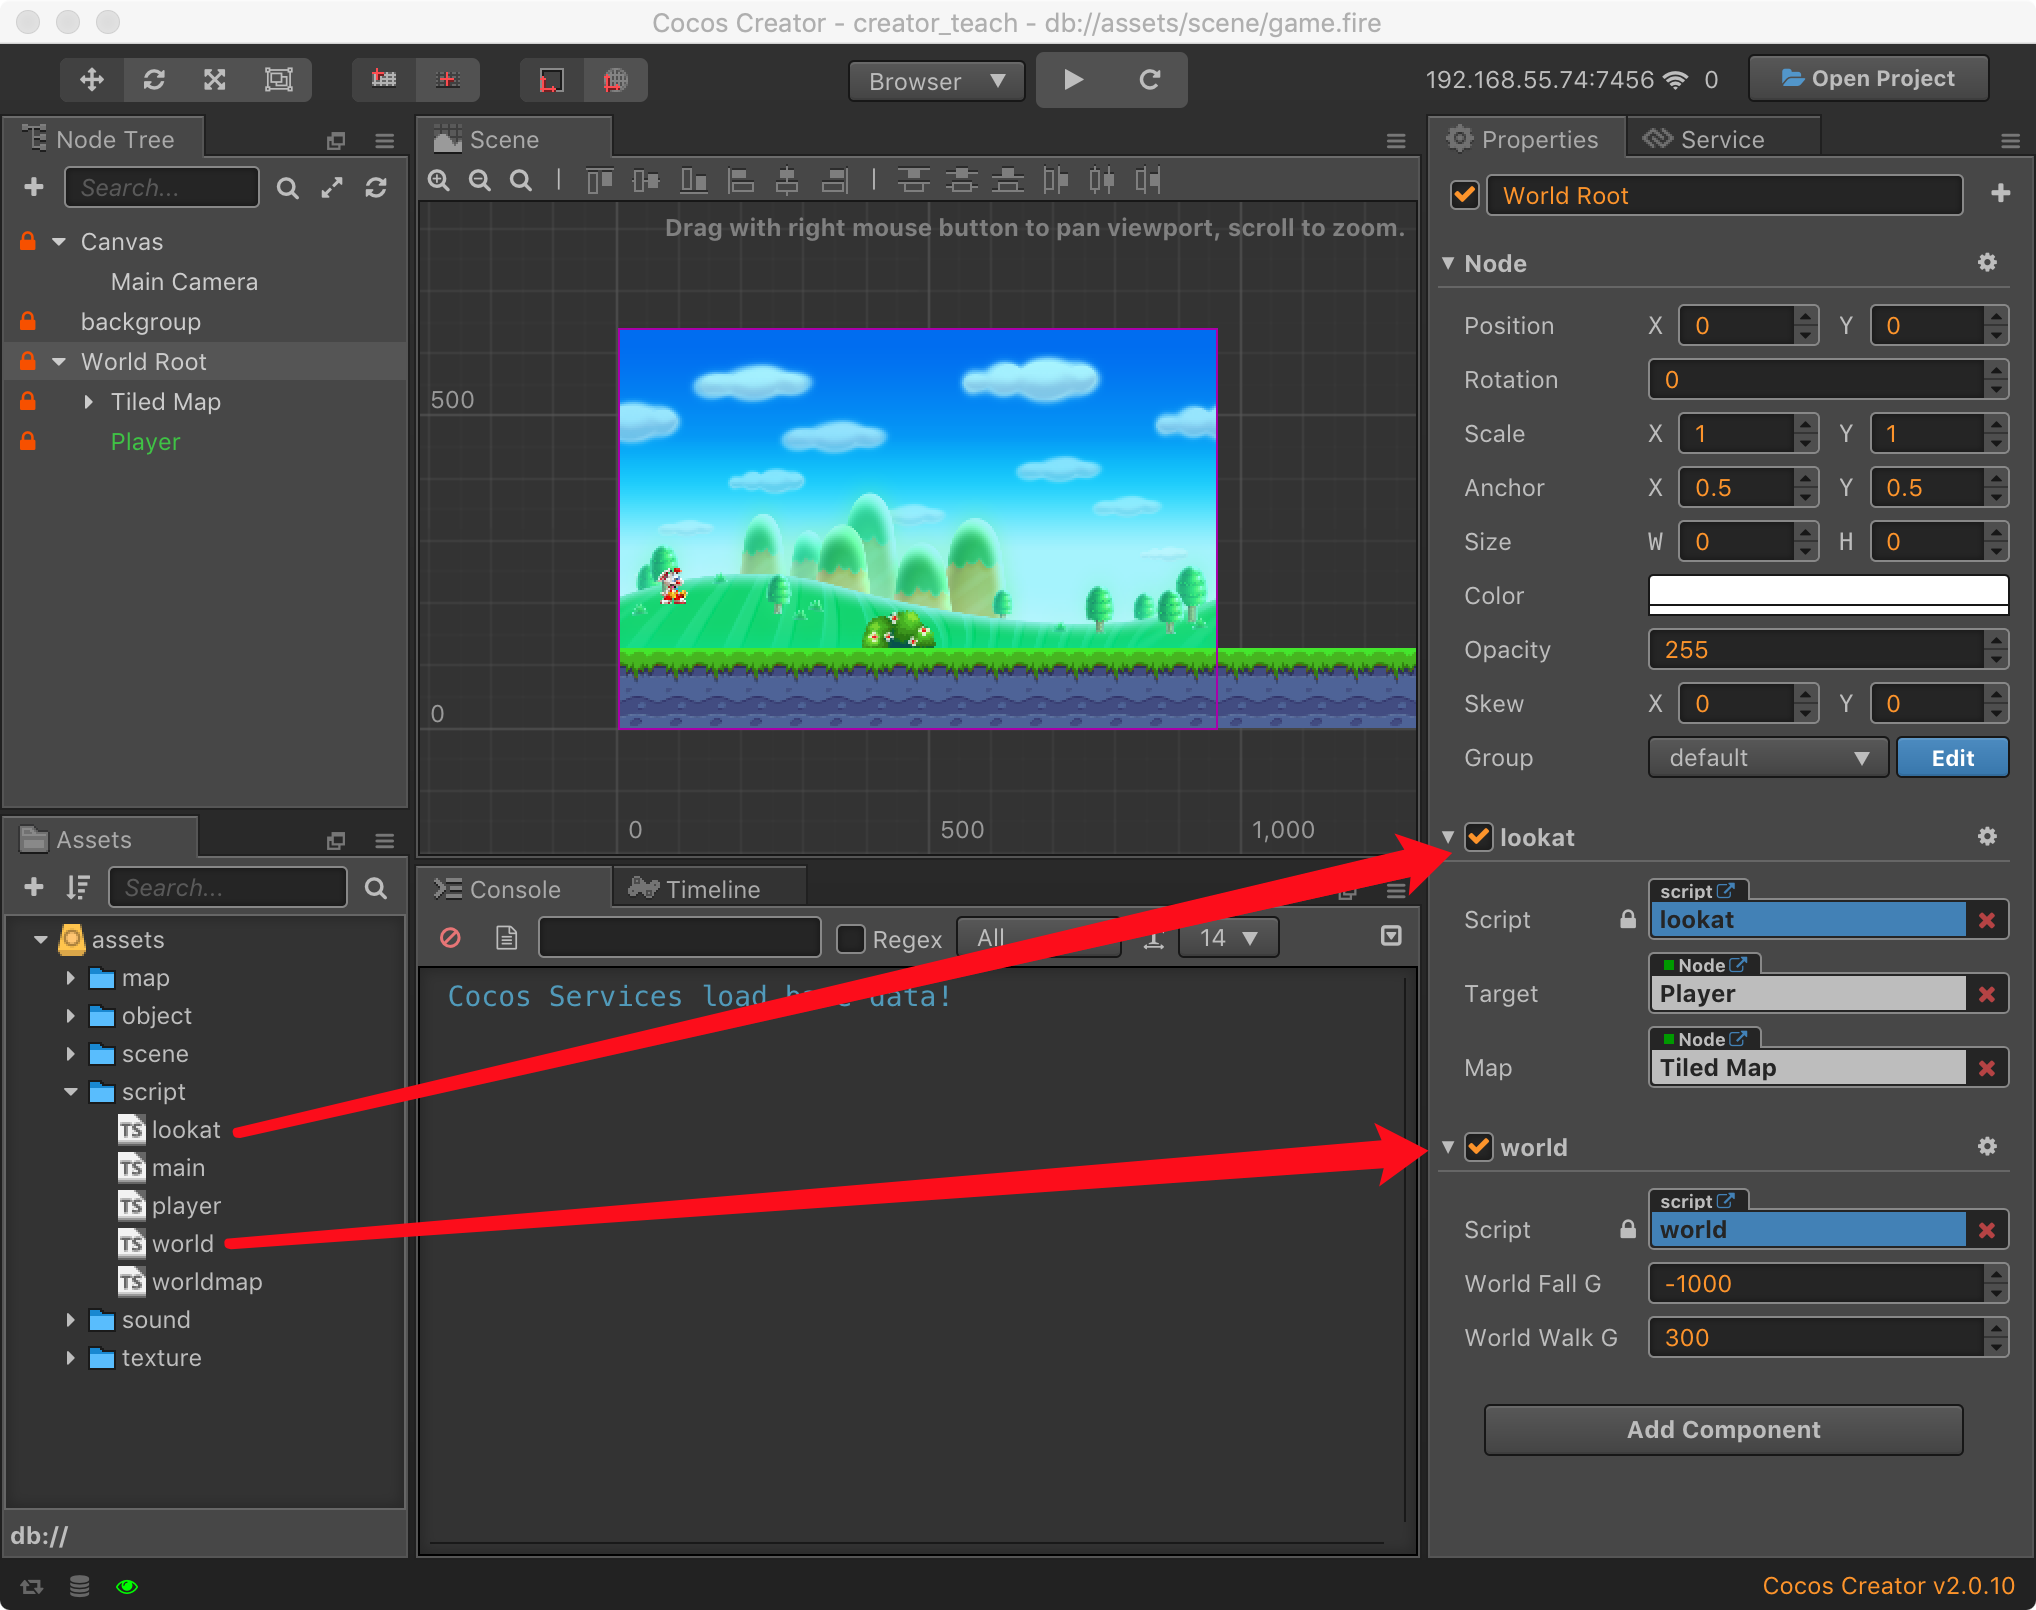 Cocos Creator - creator_teach - db://assets/scene/game.fire
Browser
192.168.55.74:7456
0
Open Project
Node Tree
Search...
Canvas
Main Camera
backgroup
World Root
Tiled Map
Player
Scene
Drag with right mouse button to pan viewport, scroll to zoom.
500
0
0
500
1,000
Assets
Search...
assets
map
object
scene
script
TS lookat
TS main
TS player
TS world
TS worldmap
sound
texture
db://
Console
Timeline
Regex
All
14
Cocos Services load data!
Properties
Service
World Root
Node
Position X 0 Y 0
Rotation 0
Scale X 1 Y 1
Anchor X 0.5 Y 0.5
Size W 0 H 0
Color
Opacity 255
Skew X 0 Y 0
Group default Edit
lookat
script
Script lookat
Node
Target Player
Node
Map Tiled Map
world
script
Script world
World Fall G -1000
World Walk G 300
Add Component
Cocos Creator v2.0.10